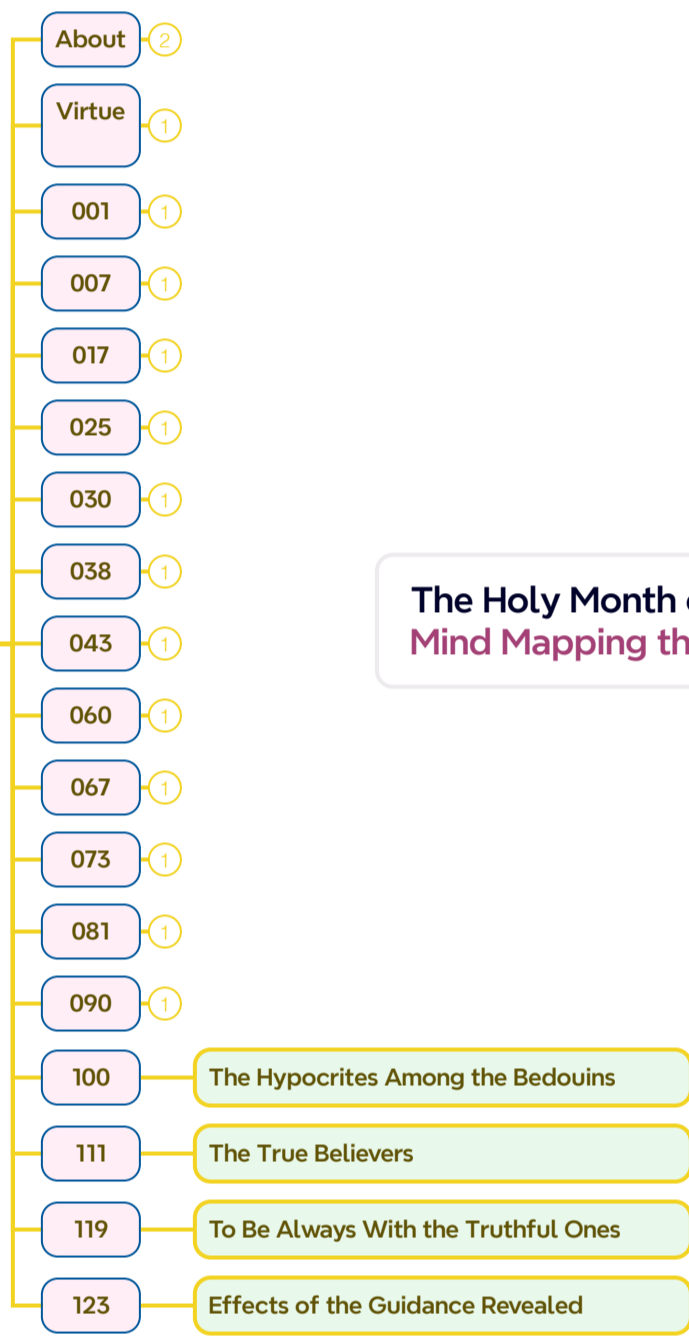 About 2
Virtue 1
001 1
007 1
017 1
025 1
030 1
038 1
The Holy Month
043 1
Mind Mapping th
060 1
067 1
073 1
081 1
090 1
100 The Hypocrites Among the Bedouins
111 The True Believers
119 To Be Always With the Truthful Ones
123 Effects of the Guidance Revealed